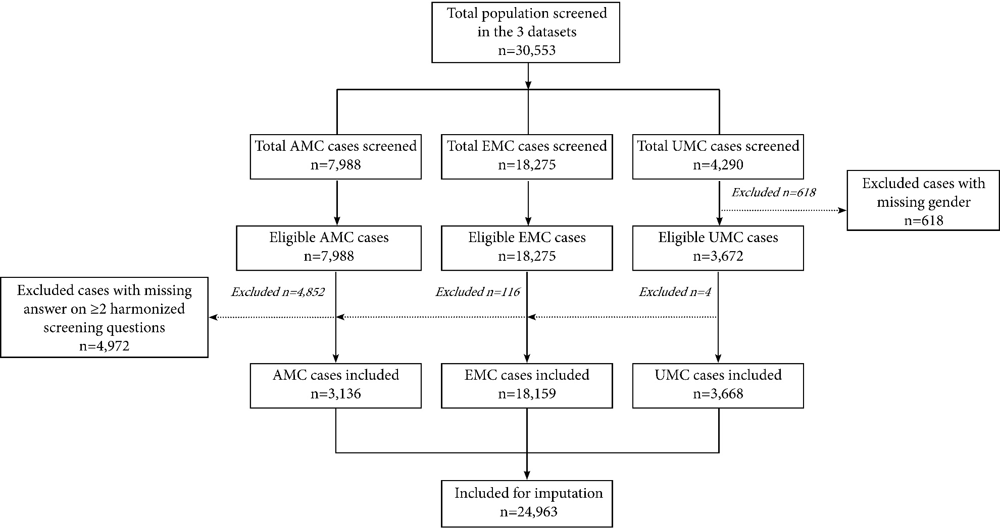 Total population screened
in the 3 datasets
n=30,553
Total AMC cases screened
n=7,988
Total EMC cases screened
n=18,275
Total UMC cases screened
n=4,290
Excluded n=618
Excluded cases with
missing gender
n=618
Eligible AMC cases
n=7,988
Eligible EMC cases
n=18,275
Eligible UMC cases
n=3,672
Excluded cases with missing
answer on ≥2 harmonized
screening questions
n=4,972
Excluded n=4,852
Excluded n=116
Excluded n=4
AMC cases included
n=3,136
EMC cases included
n=18,159
UMC cases included
n=3,668
Included for imputation
n=24,963